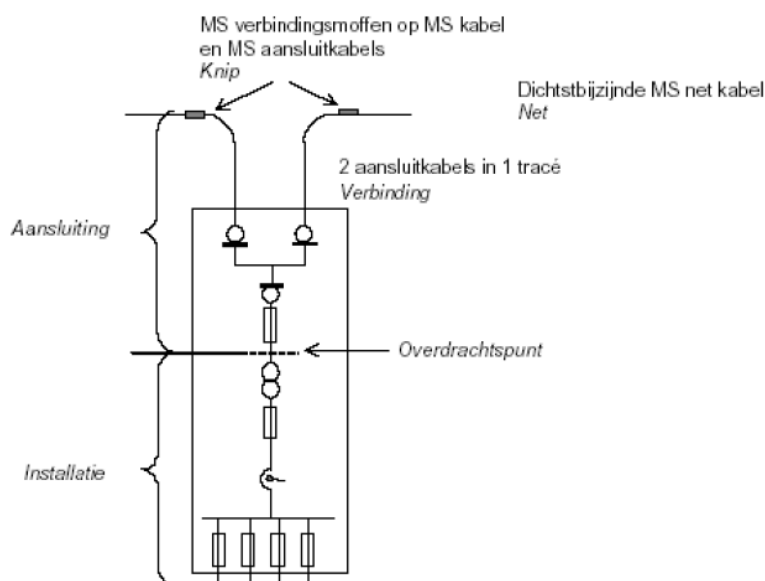 MS verbindingsmoffen op MS kabel
en MS aansluitkabels
Knip
Dichtstbijzijnde MS net kabel
Net
2 aansluitkabels in 1 tracé
Verbinding
Aansluiting
Overdrachtspunt
Installatie